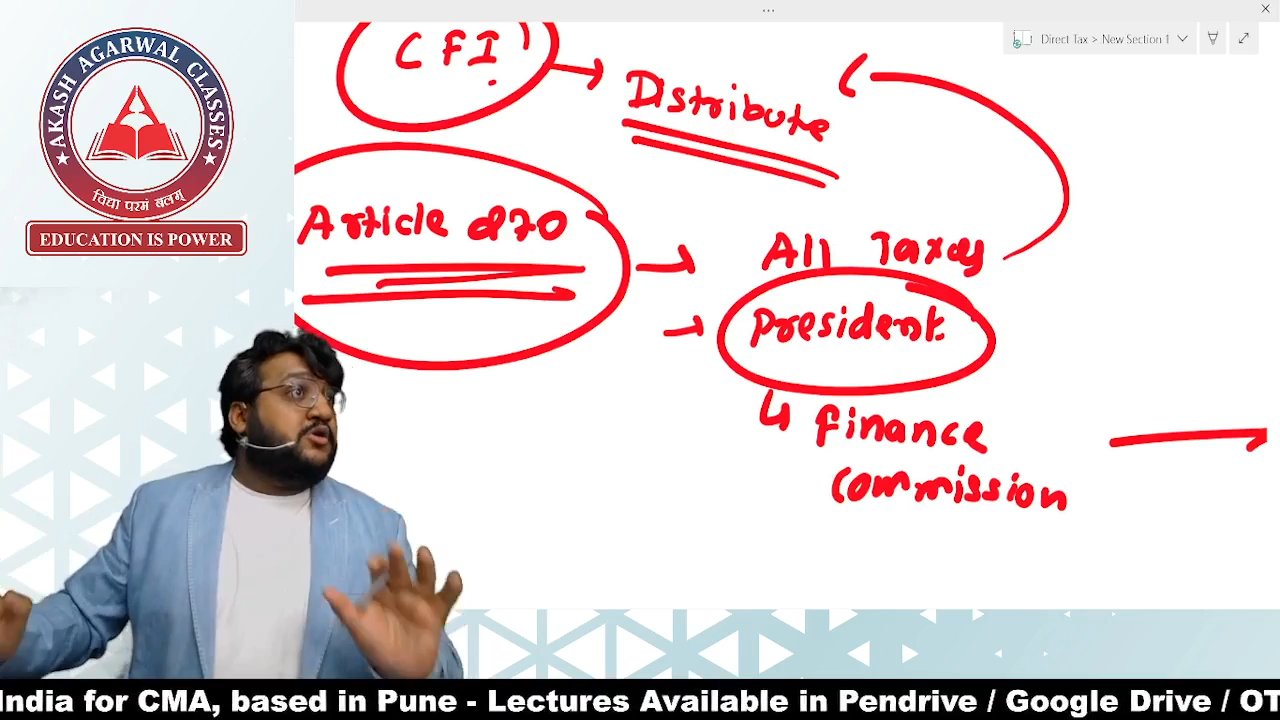 AKASH AGARWAL CLASSES
विद्या परमं बलम्
EDUCATION IS POWER
Direct Tax > New Section 1
CFI
Distribute
Article 270
All Taxes
President.
finance
commission
India for CMA, based in Pune - Lectures Available in Pendrive / Google Drive / OT